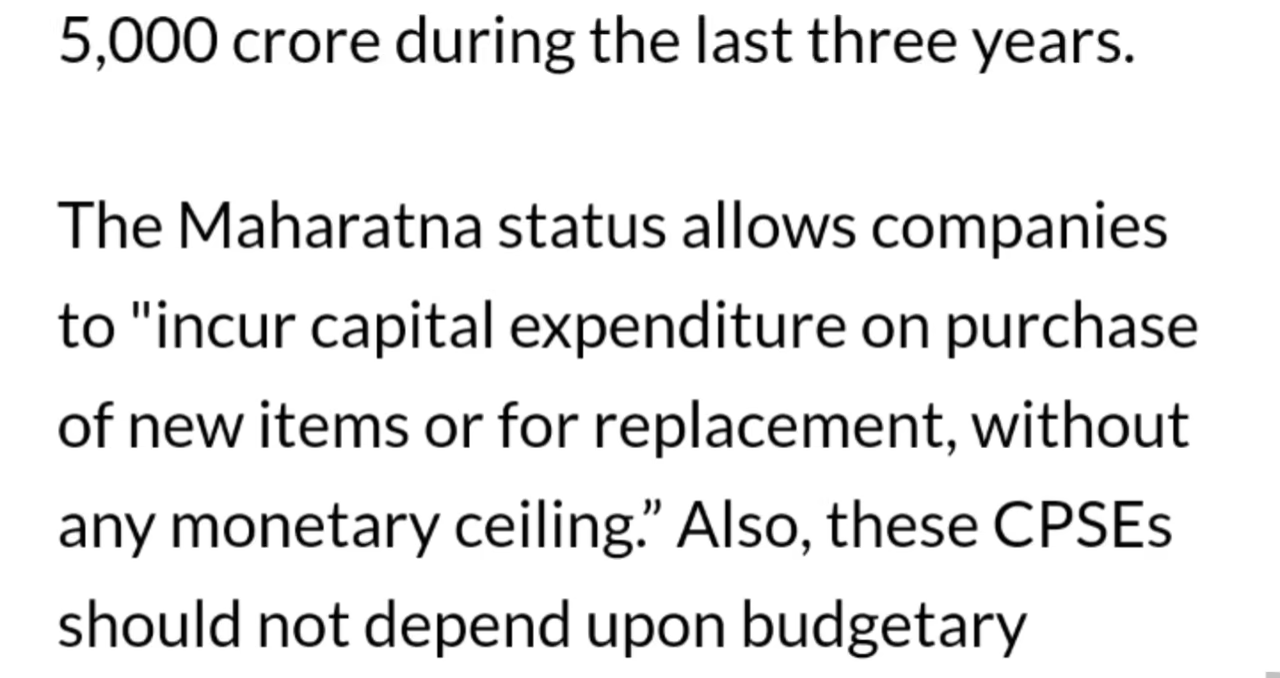 5,000 crore during the last three years.
The Maharatna status allows companies
to "incur capital expenditure on purchase
of new items or for replacement, without
any monetary ceiling.” Also, these CPSEs
should not depend upon budgetary